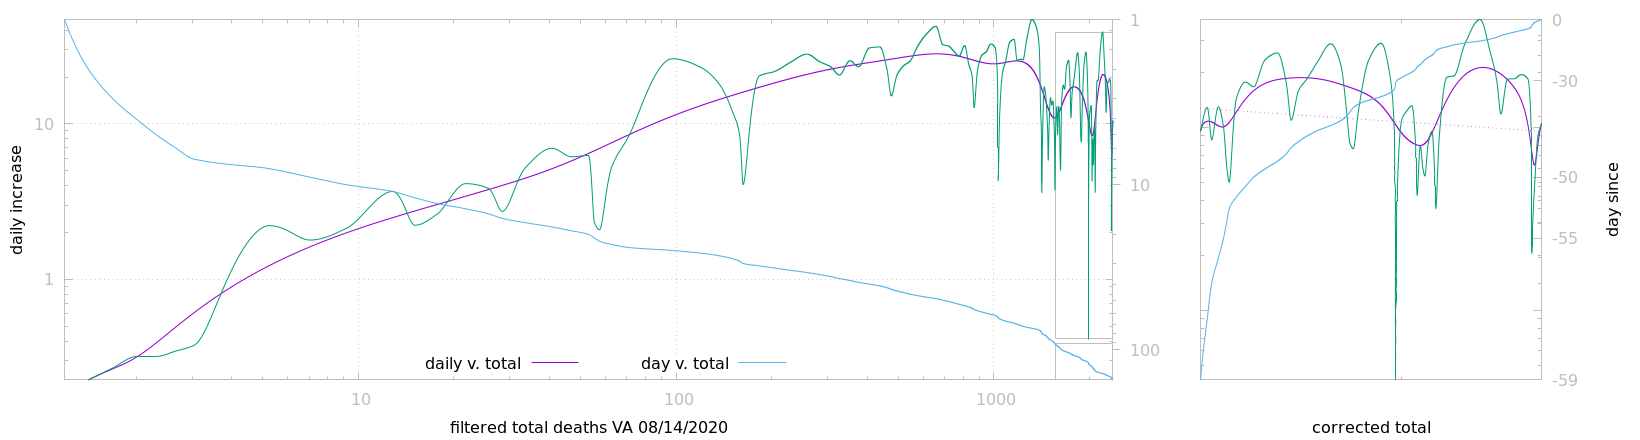 daily increase
10
1
daily v. total
day v. total
10
100
1000
filtered total deaths VA 08/14/2020
1
10
100
0
-30
-50
-55
-59
day since
corrected total